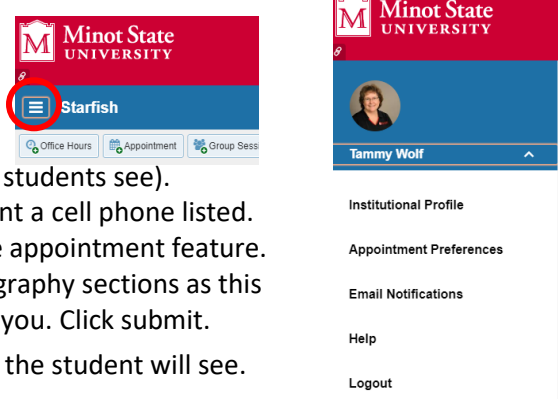 Minot State
UNIVERSITY
Starfish
Office Hours
Appointment
Group Sess
students see).
nt a cell phone listed.
e appointment feature.
graphy sections as this
you. Click submit.
the student will see.
Minot State
UNIVERSITY
Tammy Wolf
Institutional Profile
Appointment Preferences
Email Notifications
Help
Logout